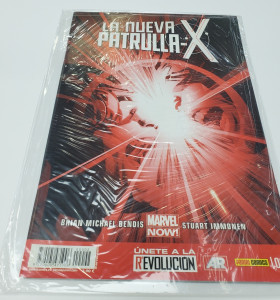 LA NUEVA
PATRULLA-X
BRIAN MICHAEL BENDIS
MARVEL
NOW!
STUART IMMONEN
ÚNETE A LA
REVOLUCIÓN
AR
PANINI COMICS